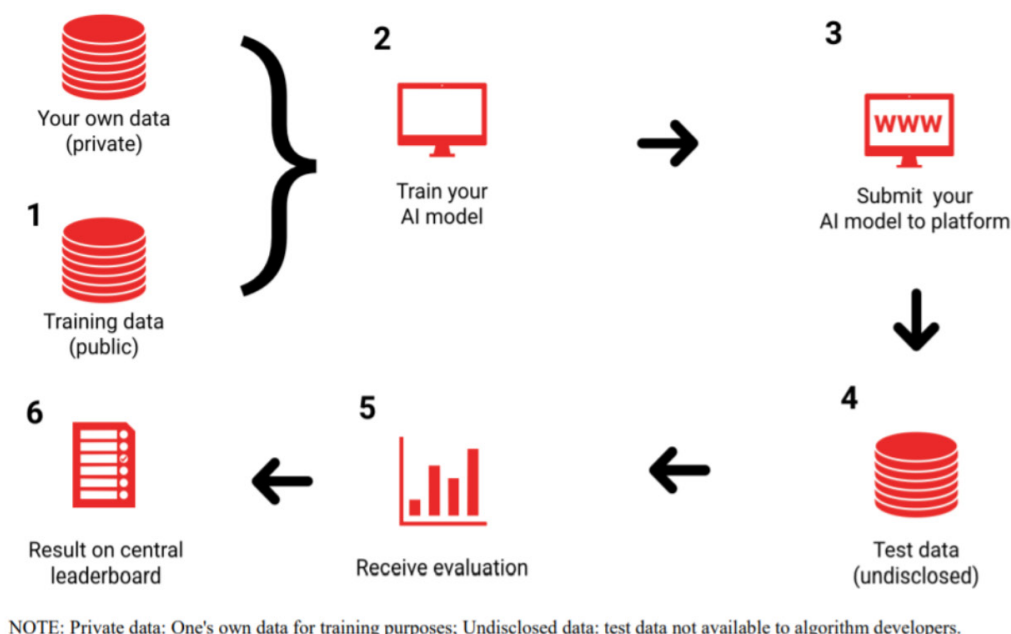 Your own data
(private)
1
Training data
(public)
2
Train your
AI model
3
WWW
Submit your
AI model to platform
4
Test data
(undisclosed)
5
Receive evaluation
6
Result on central
leaderboard
NOTE: Private data: One's own data for training purposes; Undisclosed data: test data not available to algorithm developers.